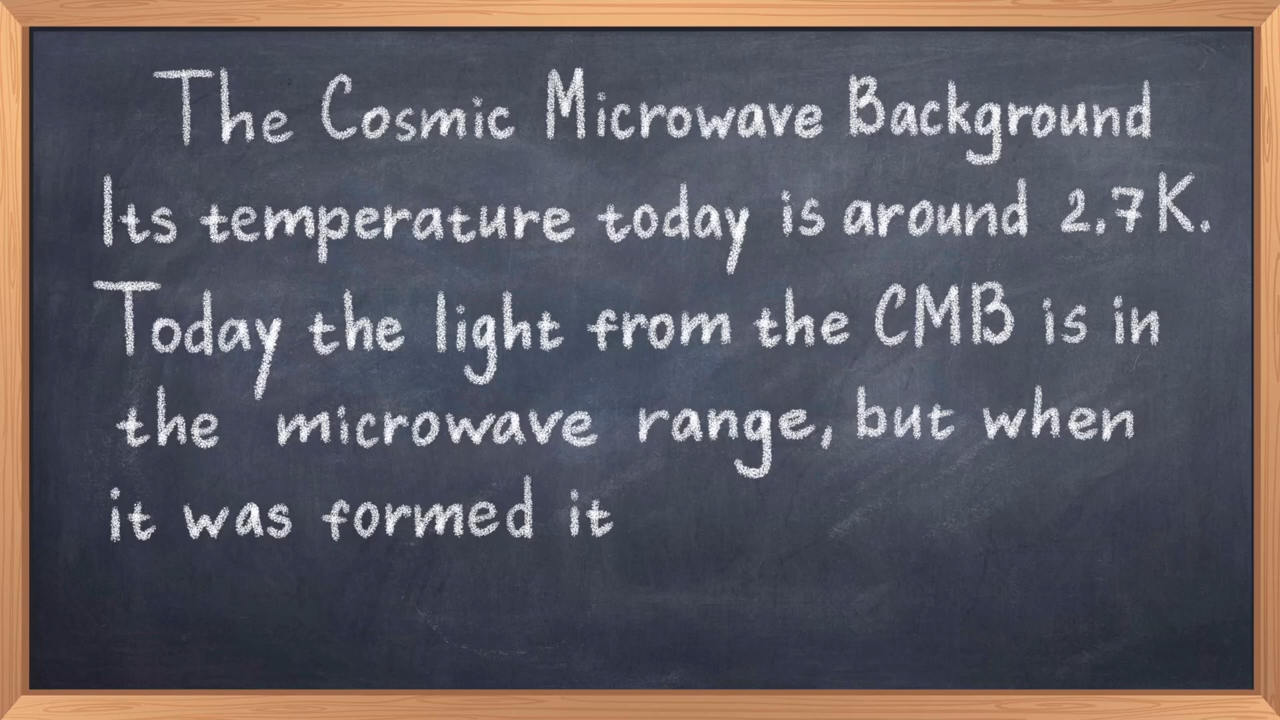 The Cosmic Microwave Background
Its temperature today is around 2.7K.
Today the light from the CMB is in
the microwave range, but when
it was formed it